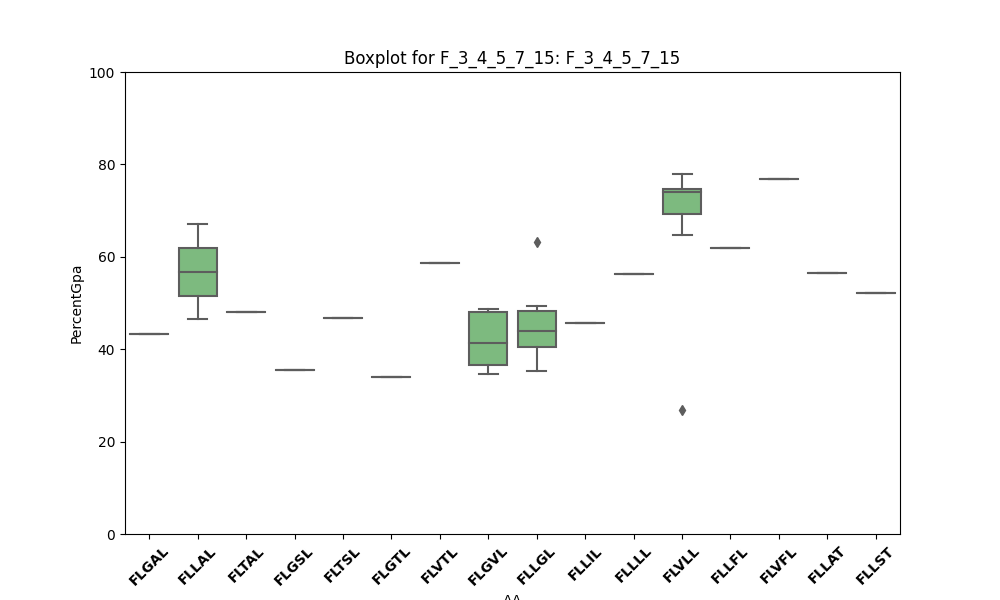 Boxplot for F_3_4_5_7_15: F_3_4_5_7_15
PercentGpa
100
80
60
40
20
0
FLGAL
FLLAL
FLTAL
FLGSL
FLTSL
FLGTL
FLVTL
FLGVL
FLLGL
FLLIL
FLLLL
FLVLL
FLLFL
FLVFL
FLLAT
FLLST
AA